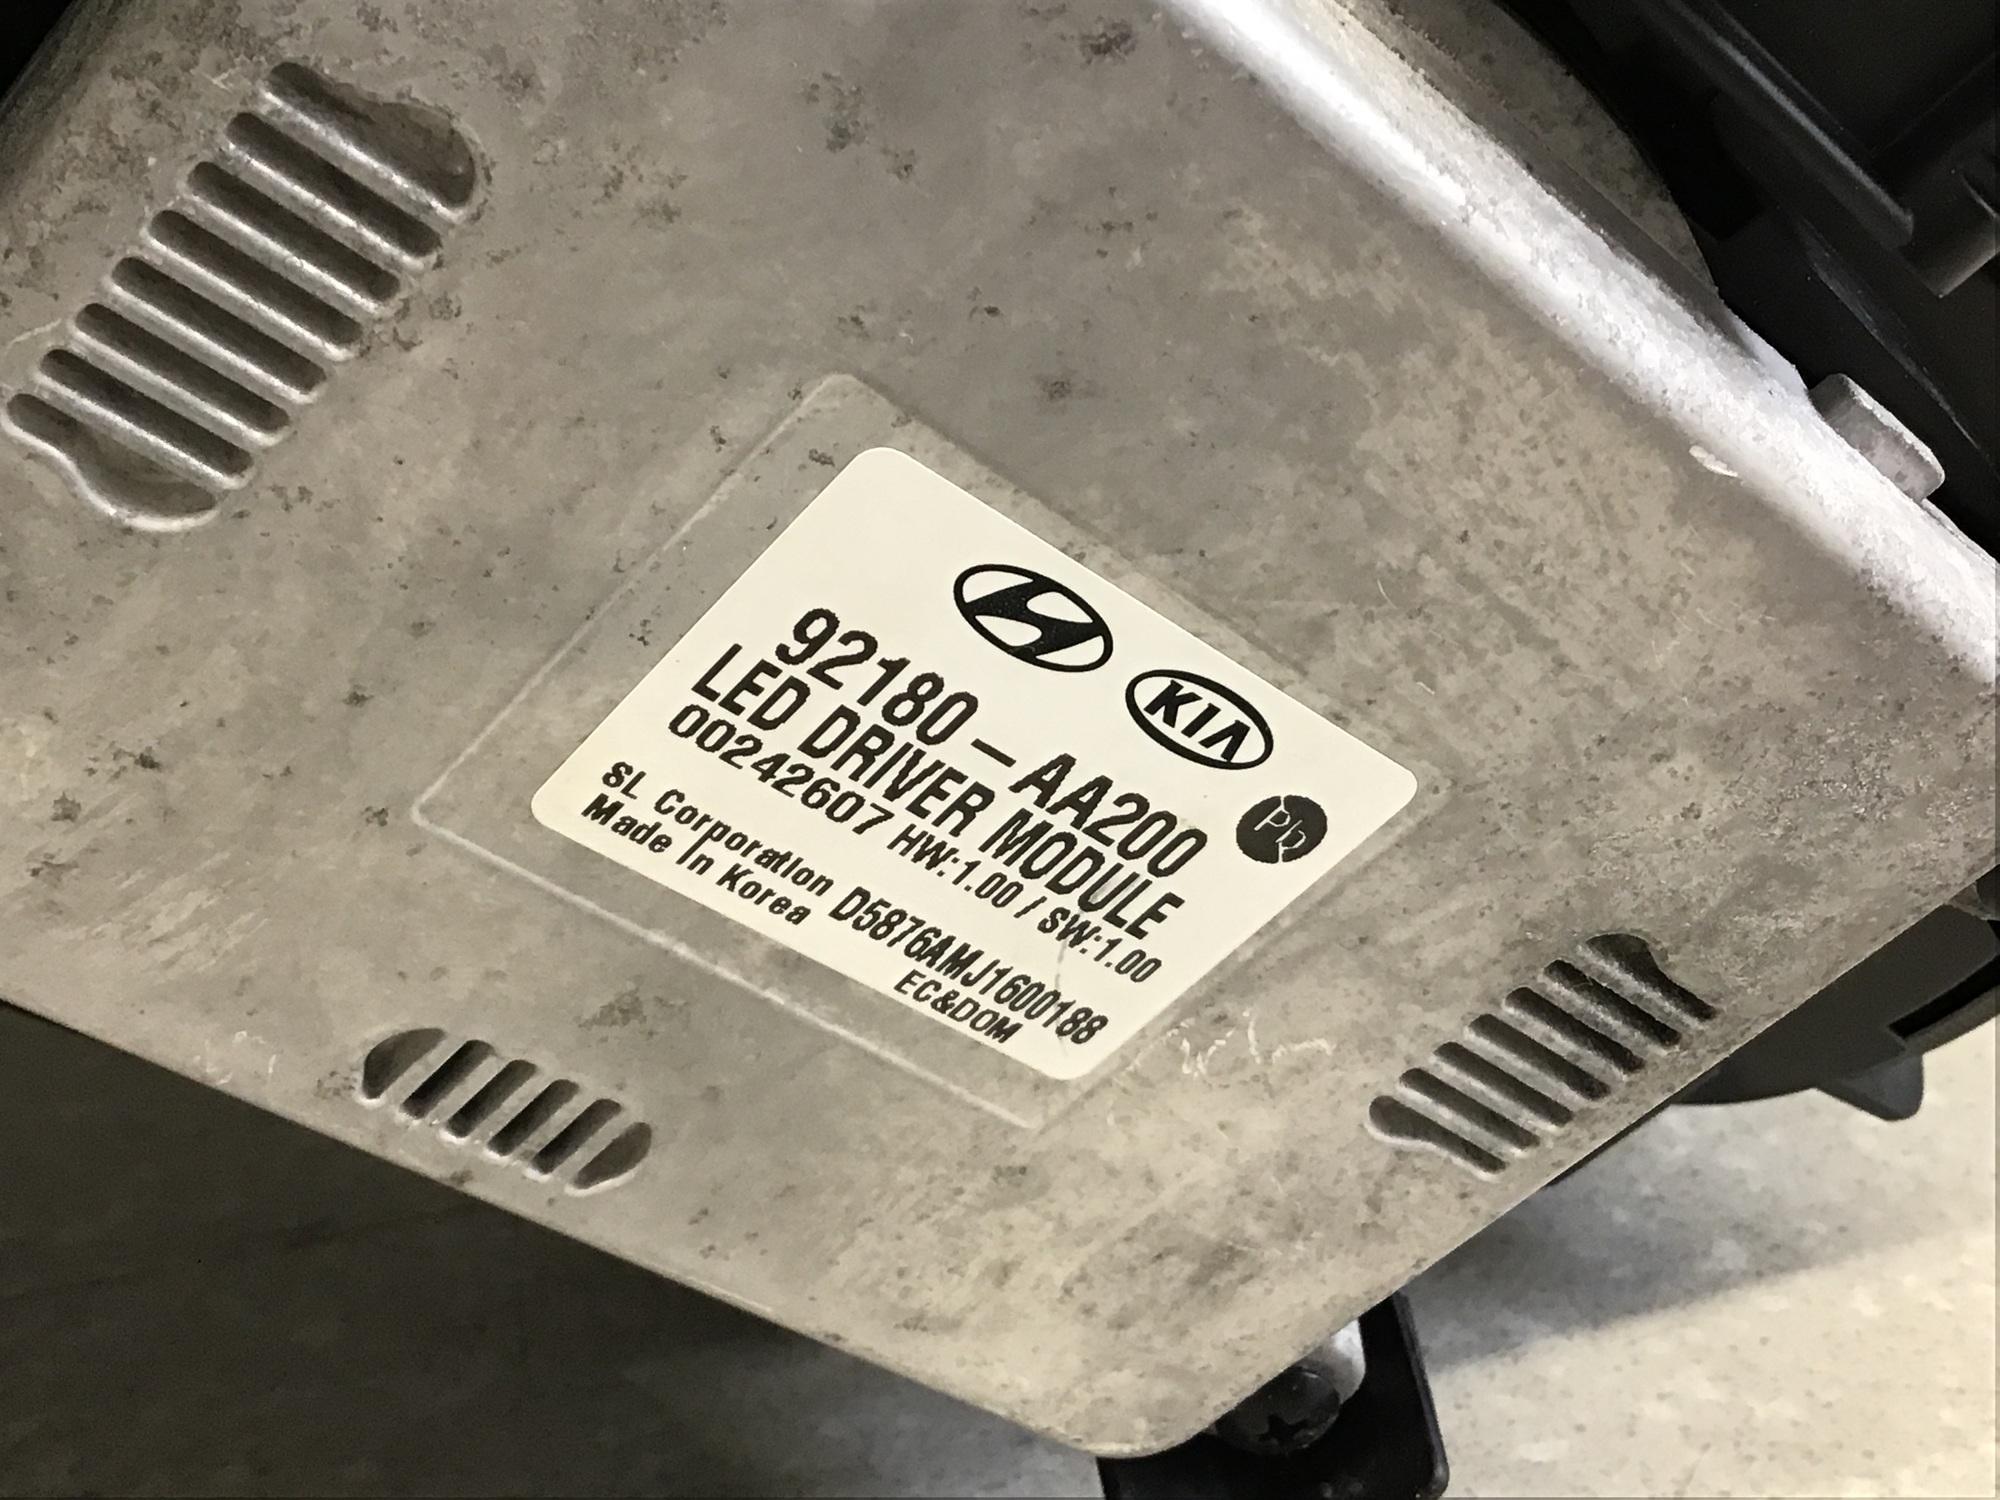 KIA
92180-AA200
LED DRIVER MODULE
Pb
00242607 HW:1.00 / SW:1.00
SL Corporation D5876AMJ1600188
Made In Korea EC&DOM